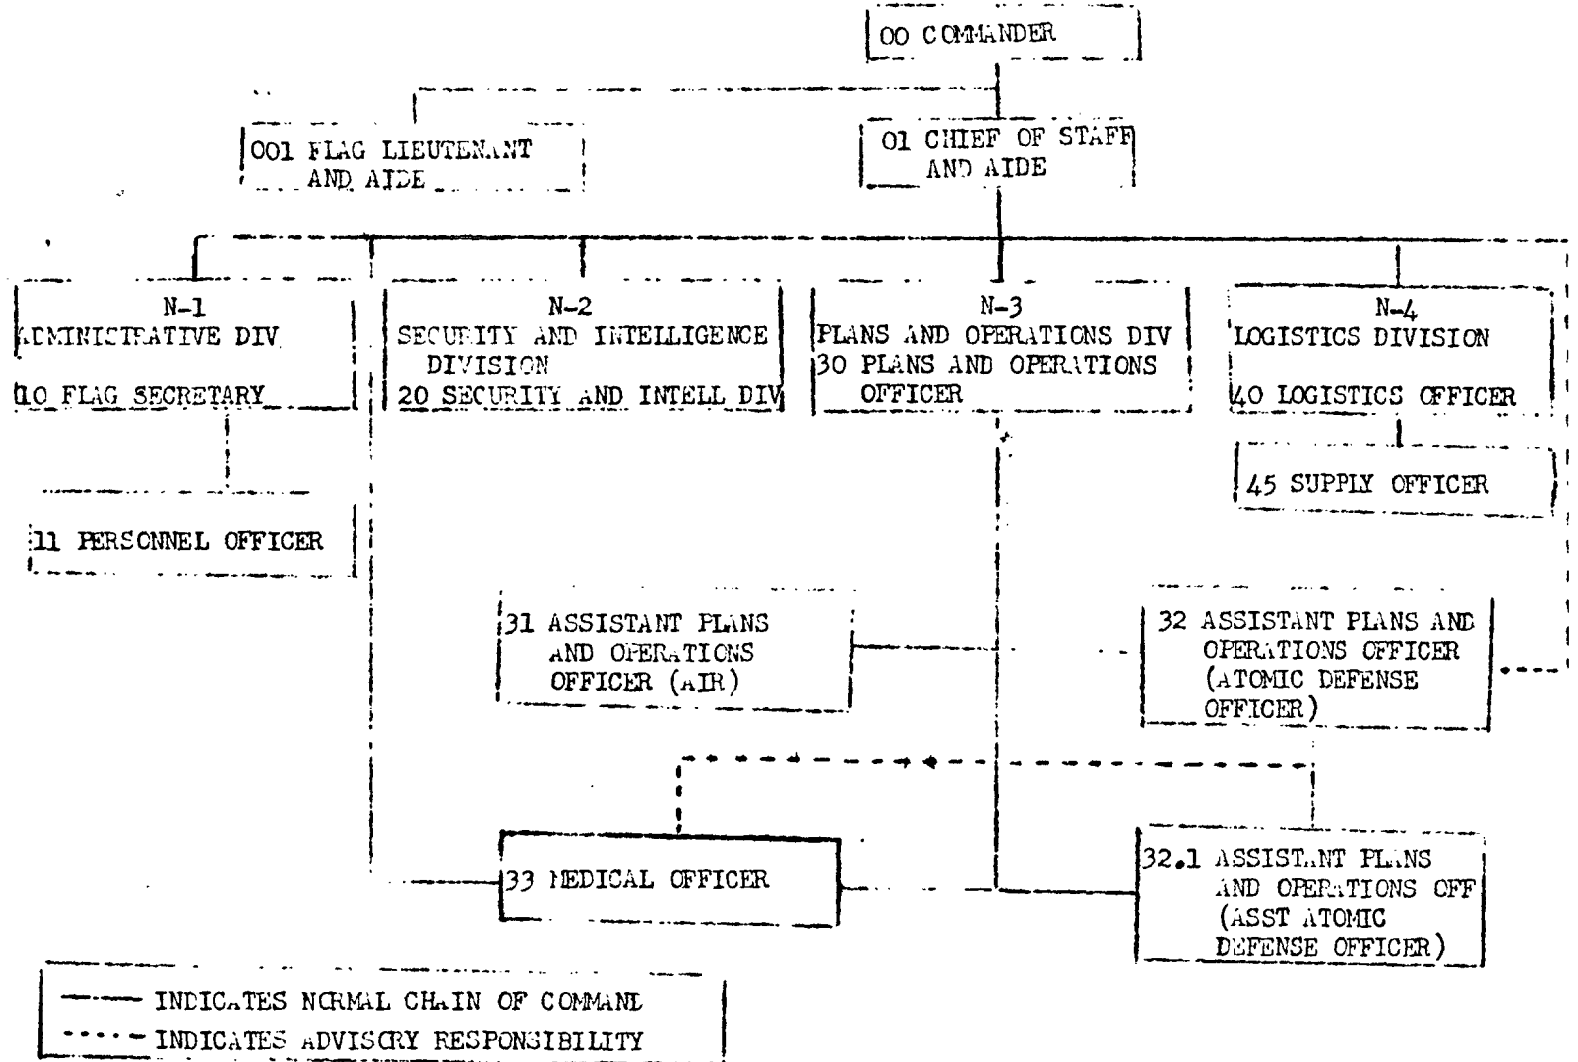 00 COMMANDER
001 FLAG LIEUTENANT
AND AIDE
01 CHIEF OF STAFF
AND AIDE
N-1
ADMINISTRATIVE DIV
10 FLAG SECRETARY
N-2
SECURITY AND INTELLIGENCE
DIVISION
20 SECURITY AND INTELL DIV
N-3
PLANS AND OPERATIONS DIV
30 PLANS AND OPERATIONS
OFFICER
N-4
LOGISTICS DIVISION
40 LOGISTICS OFFICER
45 SUPPLY OFFICER
11 PERSONNEL OFFICER
31 ASSISTANT PLANS
AND OPERATIONS
OFFICER (AIR)
32 ASSISTANT PLANS AND
OPERATIONS OFFICER
(ATOMIC DEFENSE
OFFICER)
33 MEDICAL OFFICER
32.1 ASSISTANT PLANS
AND OPERATIONS OFF
(ASST ATOMIC
DEFENSE OFFICER)
INDICATES NORMAL CHAIN OF COMMAND
INDICATES ADVISORY RESPONSIBILITY